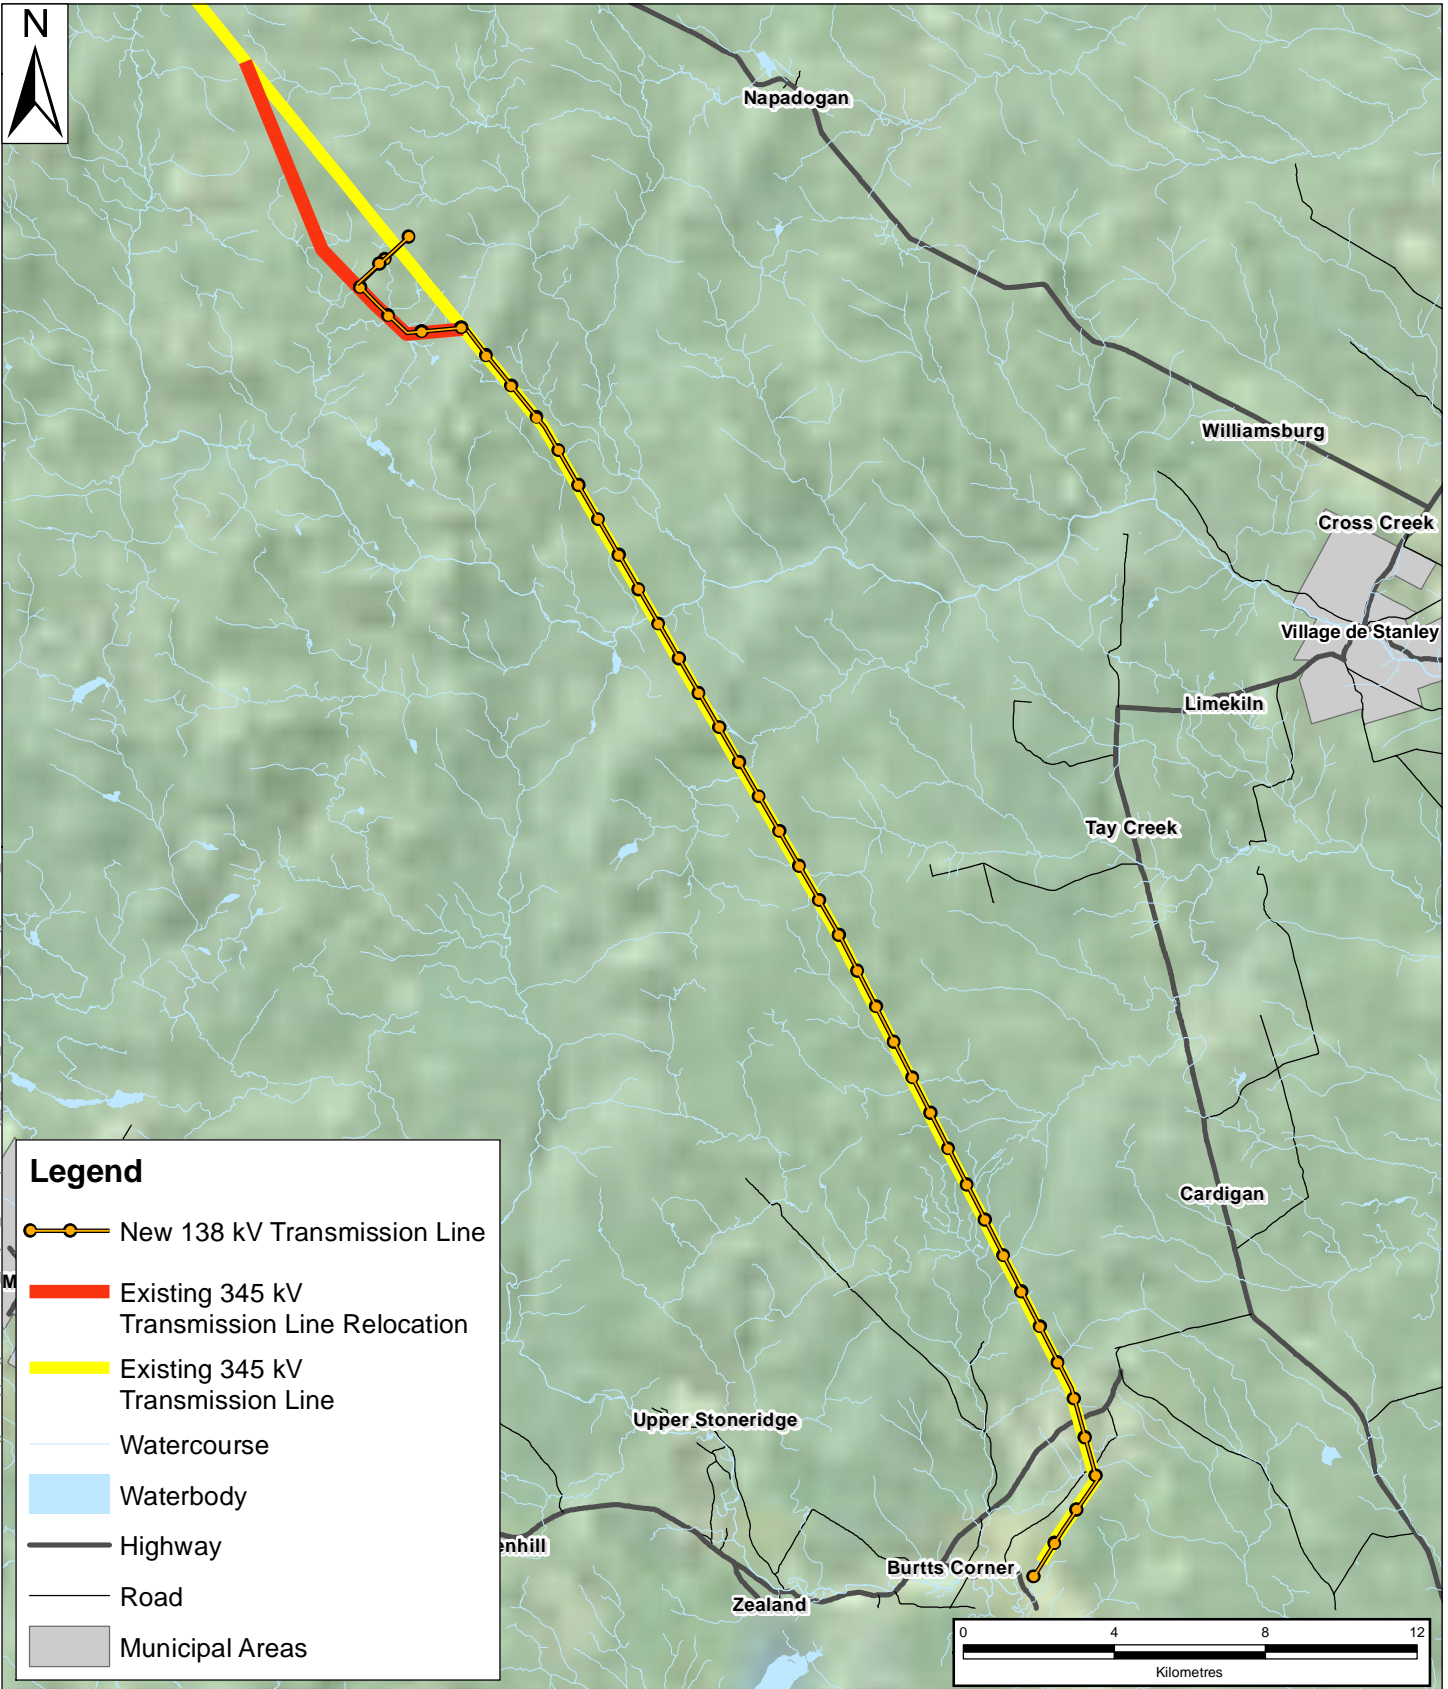 N
Napadogan
Williamsburg
Cross Creek
Village de Stanley
Limekiln
Tay Creek
Cardigan
Upper Stoneridge
enhill
Burtts Corner
Zealand
M
Legend
New 138 kV Transmission Line
Existing 345 kV
Transmission Line Relocation
Existing 345 kV
Transmission Line
Watercourse
Waterbody
Highway
Road
Municipal Areas
0 4 8 12
Kilometres